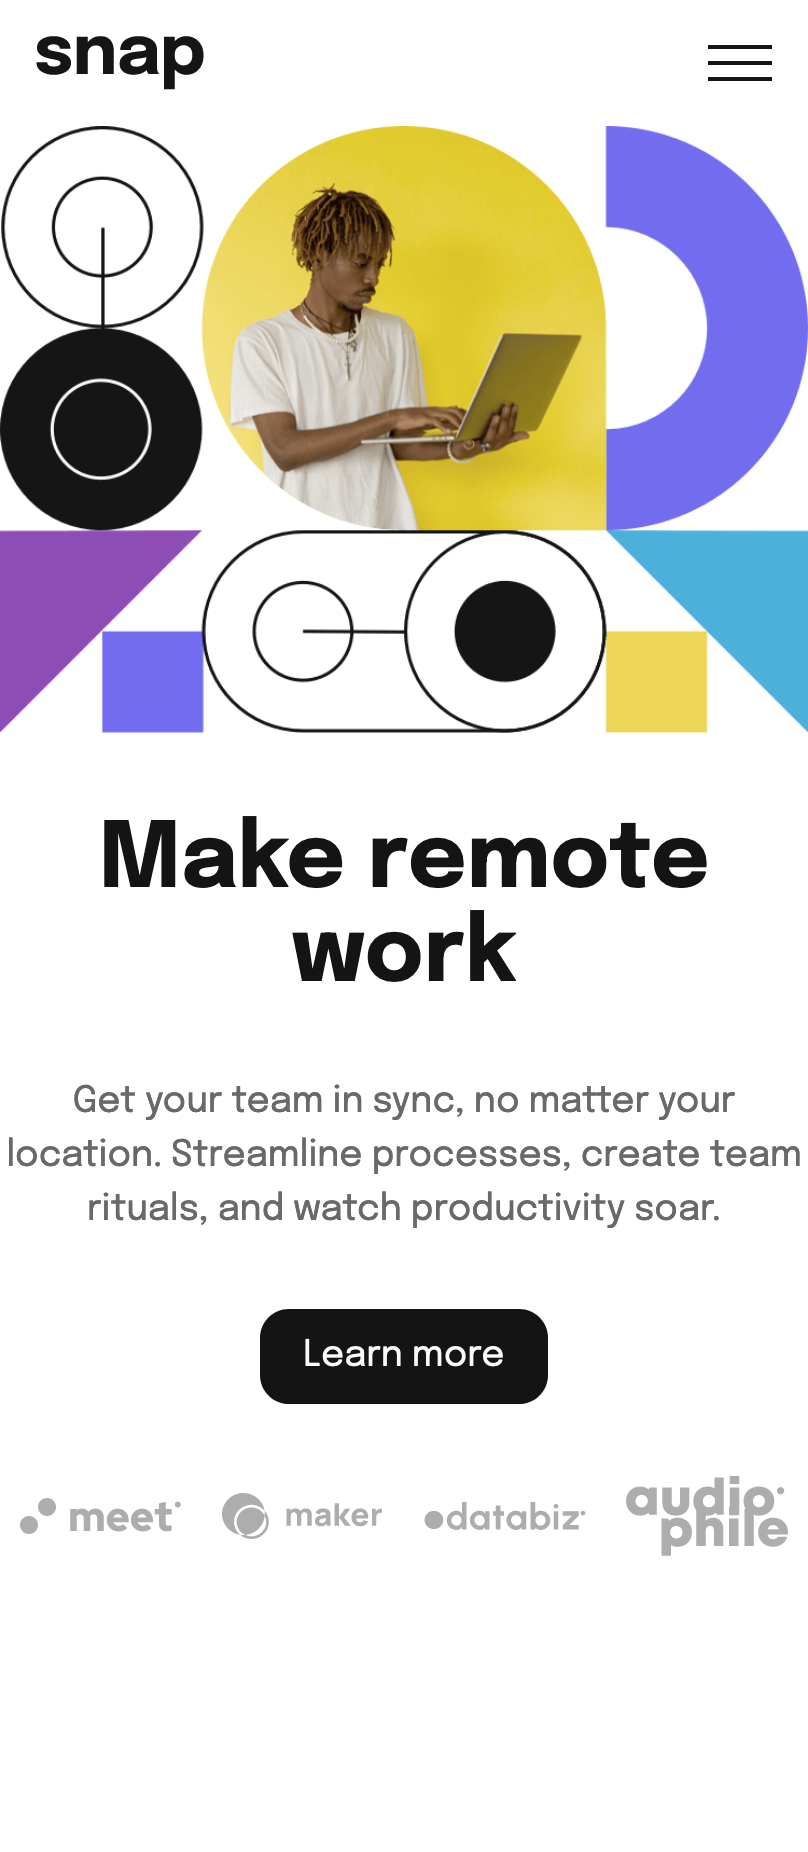 snap
Make remote
work
Get your team in sync, no matter your
location. Streamline processes, create team
rituals, and watch productivity soar.
Learn more
meet
maker
databiz
audio
phile